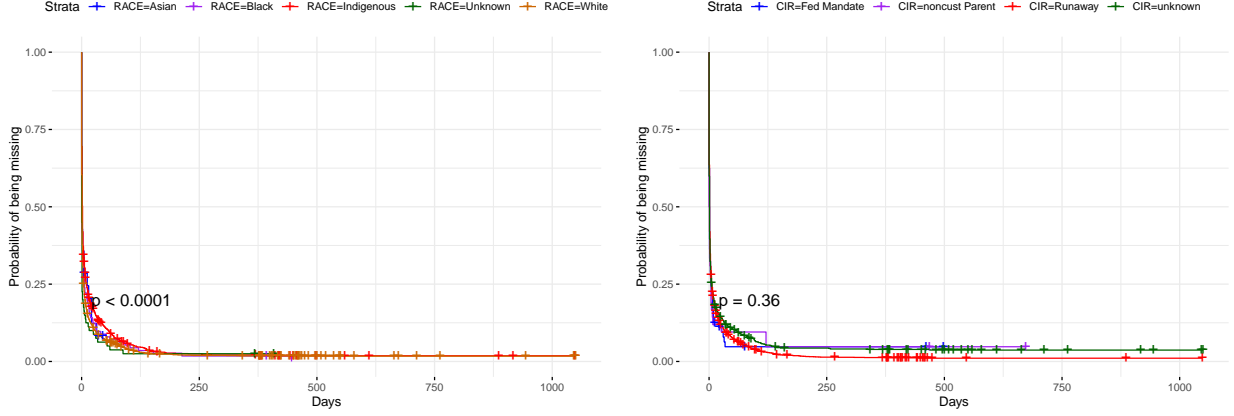 Strata RACE=Asian RACE=Black RACE=Indigenous RACE=Unknown RACE=White
1.00
0.75
0.50
0.25
0.00
Probability of being missing
p < 0.0001
0 250 500 750 1000
Days
Strata CIR=Fed Mandate CIR=noncust Parent CIR=Runaway CIR=unknown
1.00
0.75
0.50
0.25
0.00
Probability of being missing
p = 0.36
0 250 500 750 1000
Days